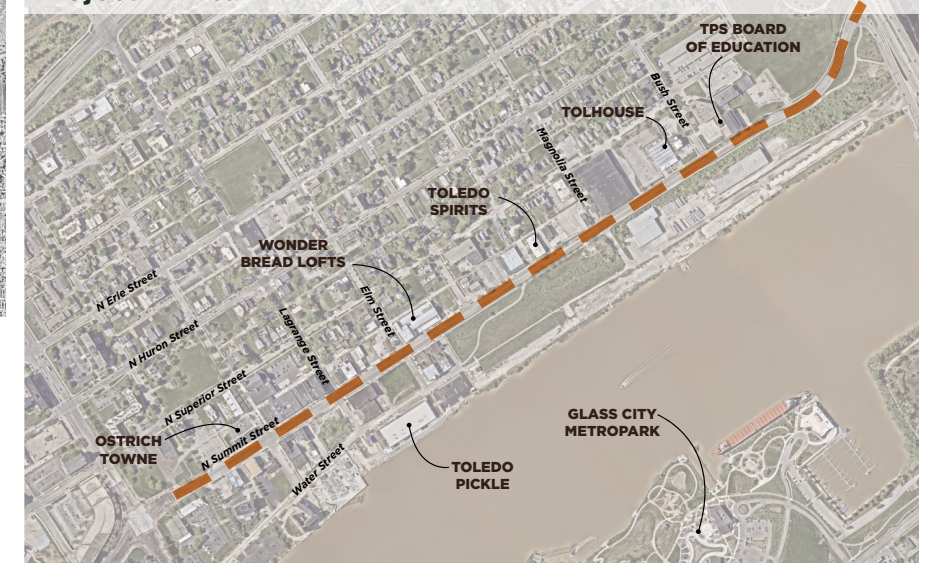 TPS BOARD
OF EDUCATION
Bush Street
TOLHOUSE
Magnolia Street
TOLEDO
SPIRITS
WONDER
BREAD LOFTS
N Erie Street
Elm Street
Lagrange Street
N Huron Street
N Superior Street
GLASS CITY
METROPARK
N Summit Street
OSTRICH
TOWNE
Water Street
TOLEDO
PICKLE